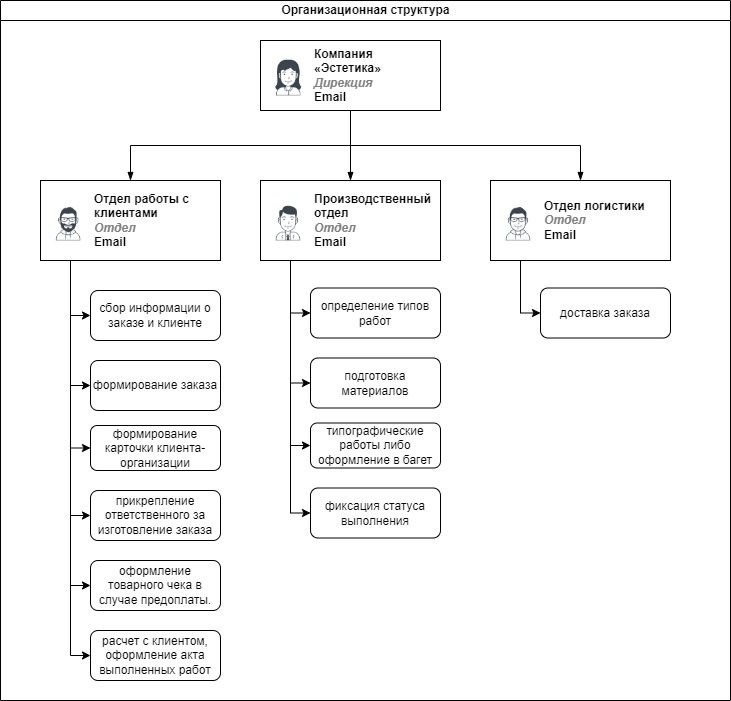 Организационная структура
Компания
«Эстетика»
Дирекция
Email
Отдел работы с
клиентами
Отдел
Email
Производственный
отдел
Отдел
Email
Отдел логистики
Отдел
Email
сбор информации о
заказе и клиенте
формирование заказа
формирование
карточки клиента-
организации
прикрепление
ответственного за
изготовление заказа
оформление
товарного чека в
случае предоплаты.
расчет с клиентом,
оформление акта
выполненных работ
определение типов
работ
подготовка
материалов
типографические
работы либо
оформление в багет
фиксация статуса
выполнения
доставка заказа